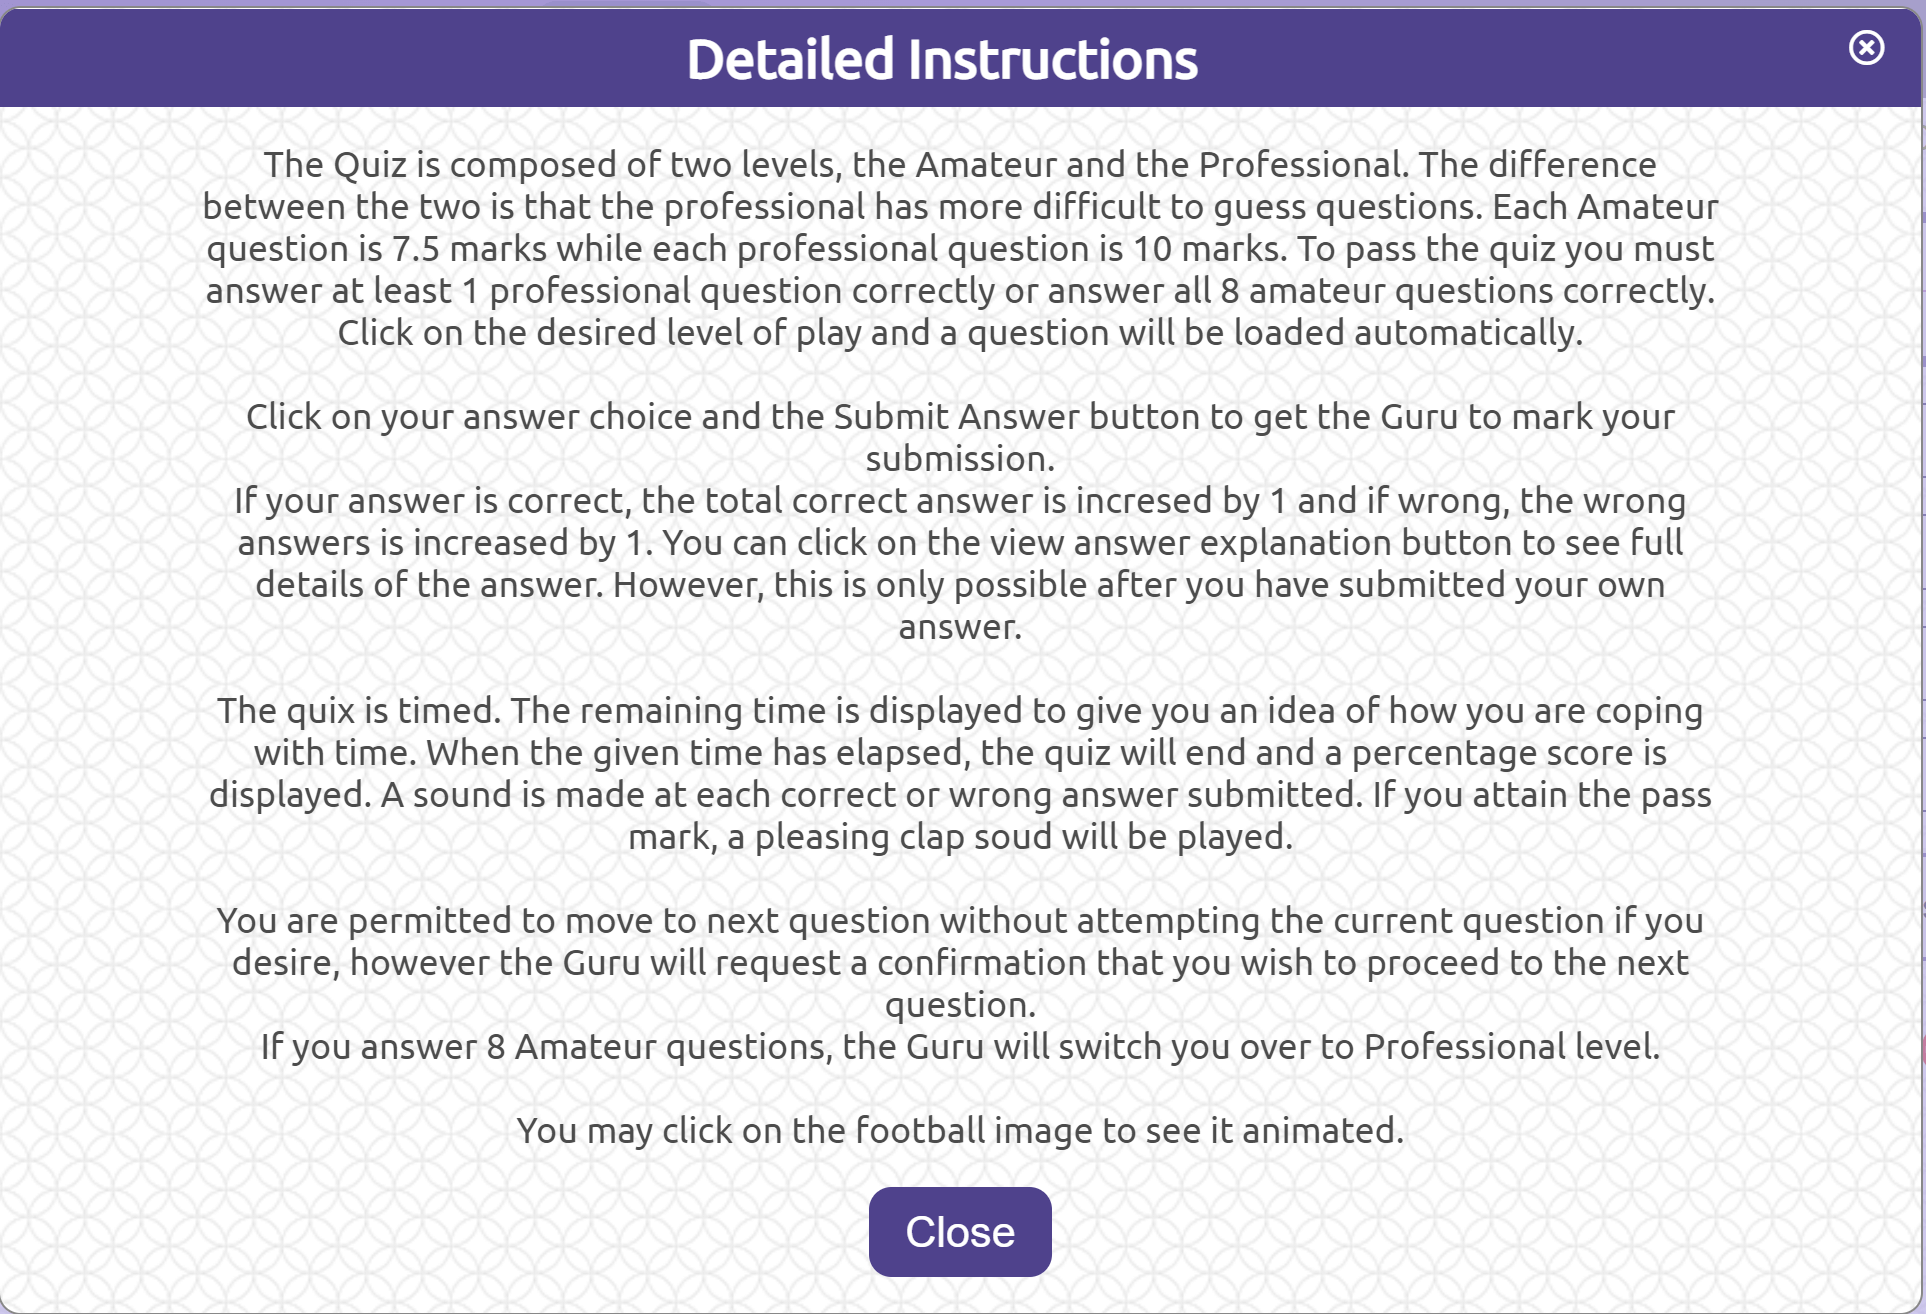 Detailed Instructions
The Quiz is composed of two levels, the Amateur and the Professional. The difference
between the two is that the professional has more difficult to guess questions. Each Amateur
question is 7.5 marks while each professional question is 10 marks. To pass the quiz you must
answer at least 1 professional question correctly or answer all 8 amateur questions correctly.
Click on the desired level of play and a question will be loaded automatically.
Click on your answer choice and the Submit Answer button to get the Guru to mark your
submission.
If your answer is correct, the total correct answer is incresed by 1 and if wrong, the wrong
answers is increased by 1. You can click on the view answer explanation button to see full
details of the answer. However, this is only possible after you have submitted your own
answer.
The quix is timed. The remaining time is displayed to give you an idea of how you are coping
with time. When the given time has elapsed, the quiz will end and a percentage score is
displayed. A sound is made at each correct or wrong answer submitted. If you attain the pass
mark, a pleasing clap soud will be played.
You are permitted to move to next question without attempting the current question if you
desire, however the Guru will request a confirmation that you wish to proceed to the next
question.
If you answer 8 Amateur questions, the Guru will switch you over to Professional level.
You may click on the football image to see it animated.
Close